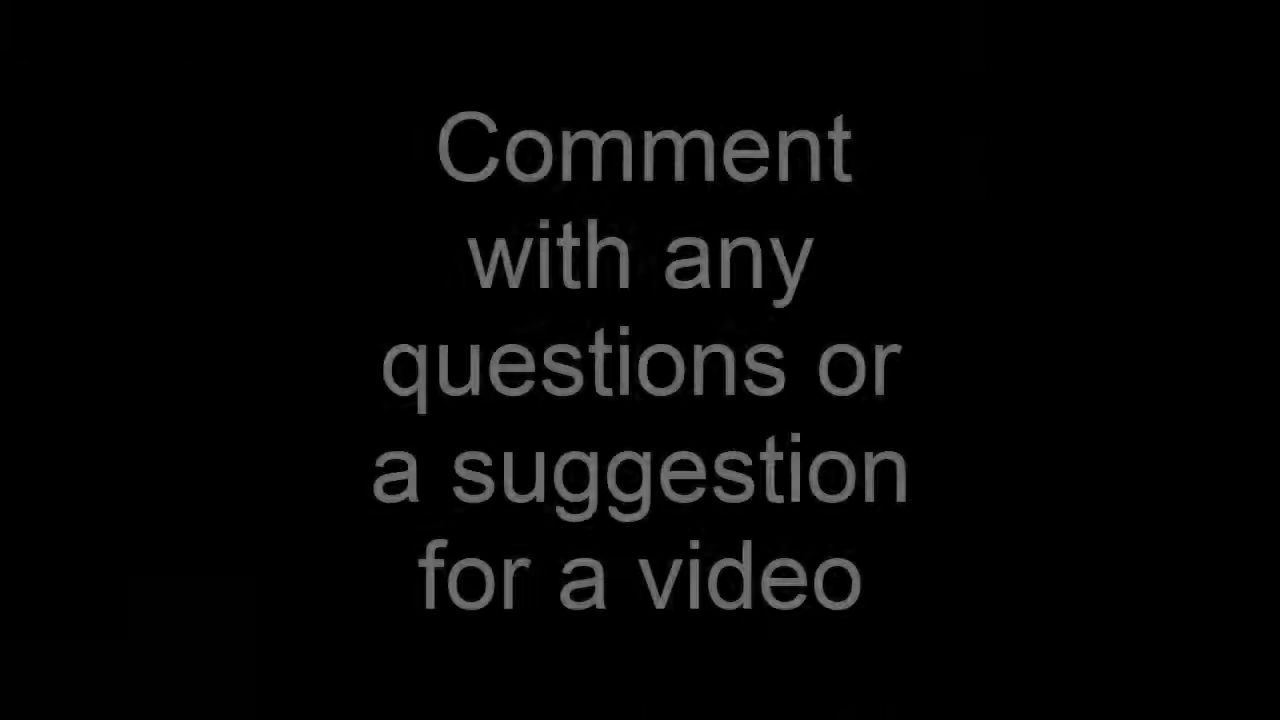 Comment
with any
questions or
a suggestion
for a video